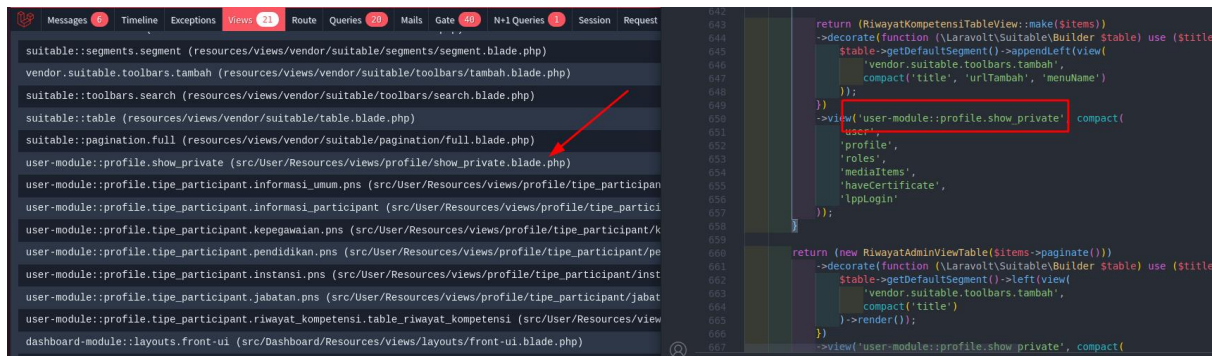 Messages 6 Timeline Exceptions Views 21 Route Queries 20 Mails Gate 40 N+1 Queries 1 Session Request
suitable::segments.segment (resources/views/vendor/suitable/segments/segment.blade.php)
vendor.suitable.toolbars.tambah (resources/views/vendor/suitable/toolbars/tambah.blade.php)
suitable::toolbars.search (resources/views/vendor/suitable/toolbars/search.blade.php)
suitable::table (resources/views/vendor/suitable/table.blade.php)
suitable::pagination.full (resources/views/vendor/suitable/pagination/full.blade.php)
user-module::profile.show_private (src/User/Resources/views/profile/show_private.blade.php)
user-module::profile.tipe_participant.informasi_umum.pns (src/User/Resources/views/profile/tipe_participan
user-module::profile.tipe_participant.informasi_participant (src/User/Resources/views/profile/tipe_partici
user-module::profile.tipe_participant.kepegawaian.pns (src/User/Resources/views/profile/tipe_participant/k
user-module::profile.tipe_participant.pendidikan.pns (src/User/Resources/views/profile/tipe_participant/pe
user-module::profile.tipe_participant.instansi.pns (src/User/Resources/views/profile/tipe_participant/inst
user-module::profile.tipe_participant.jabatan.pns (src/User/Resources/views/profile/tipe_participant/jabat
user-module::profile.tipe_participant.riwayat_kompetensi.table_riwayat_kompetensi (src/User/Resources/view
dashboard-module::layouts.front-ui (src/Dashboard/Resources/views/layouts/front-ui.blade.php)
642
643 return (RiwayatKompetensiTableView::make($items))
644 ->decorate(function (\Laravolt\Suitable\Builder $table) use ($title
645 $table->getDefaultSegment()->appendLeft(view(
646 'vendor.suitable.toolbars.tambah',
647 compact('title', 'urlTambah', 'menuName')
648 ));
649 })
650 ->view('user-module::profile.show_private', compact(
651 'user',
652 'profile',
653 'roles',
654 'mediaItems',
655 'haveCertificate',
656 'lppLogin'
657 ));
658 }
659
660 return (new RiwayatAdminViewTable($items->paginate()))
661 ->decorate(function (\Laravolt\Suitable\Builder $table) use ($title
662 $table->getDefaultSegment()->left(view(
663 'vendor.suitable.toolbars.tambah',
664 compact('title')
665 )->render());
666 })
667 ->view('user-module::profile.show_private', compact(